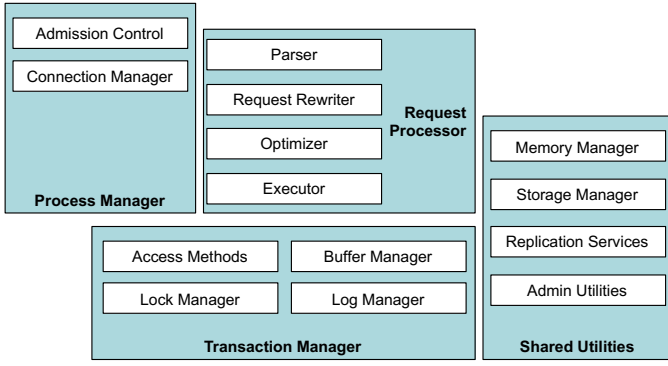 Admission Control
Connection Manager
Process Manager
Parser
Request Rewriter
Optimizer
Executor
Request
Processor
Memory Manager
Storage Manager
Replication Services
Admin Utilities
Shared Utilities
Access Methods
Buffer Manager
Lock Manager
Log Manager
Transaction Manager